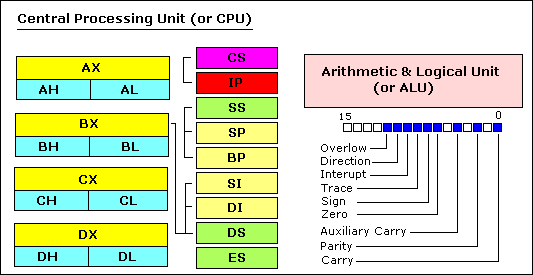 Central Processing Unit (or CPU)
AX
AH AL
BX
BH BL
CX
CH CL
DX
DH DL
CS
IP
SS
SP
BP
SI
DI
DS
ES
Arithmetic & Logical Unit
(or ALU)
15 0
Overlow
Direction
Interupt
Trace
Sign
Zero
Auxiliary Carry
Parity
Carry